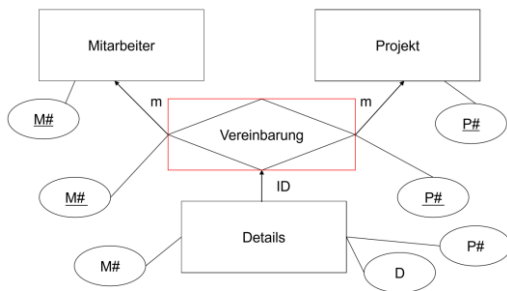 Mitarbeiter
Projekt
m
m
M#
P#
Vereinbarung
M#
ID
P#
M#
Details
P#
D